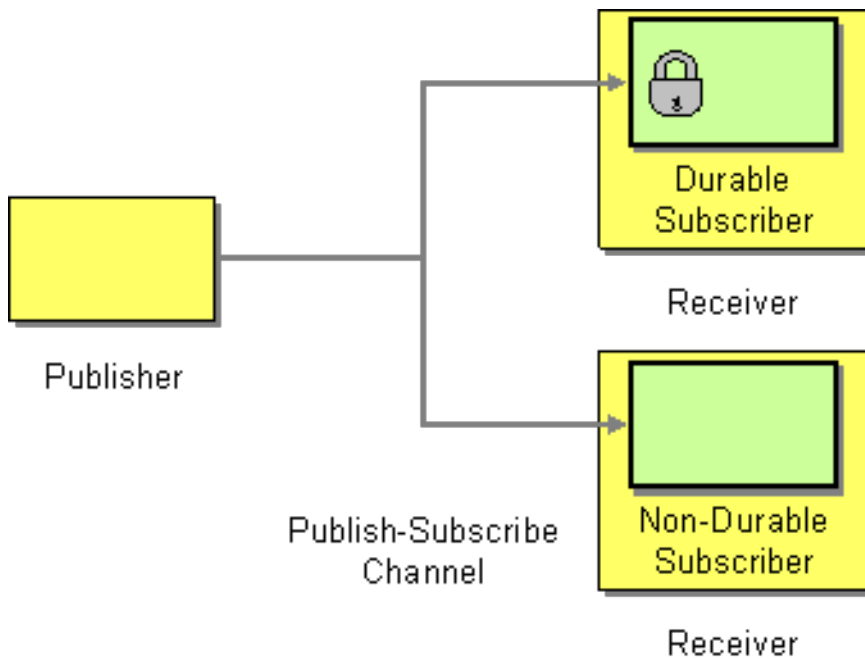 Durable
Subscriber
Receiver
Publisher
Publish-Subscribe
Channel
Non-Durable
Subscriber
Receiver